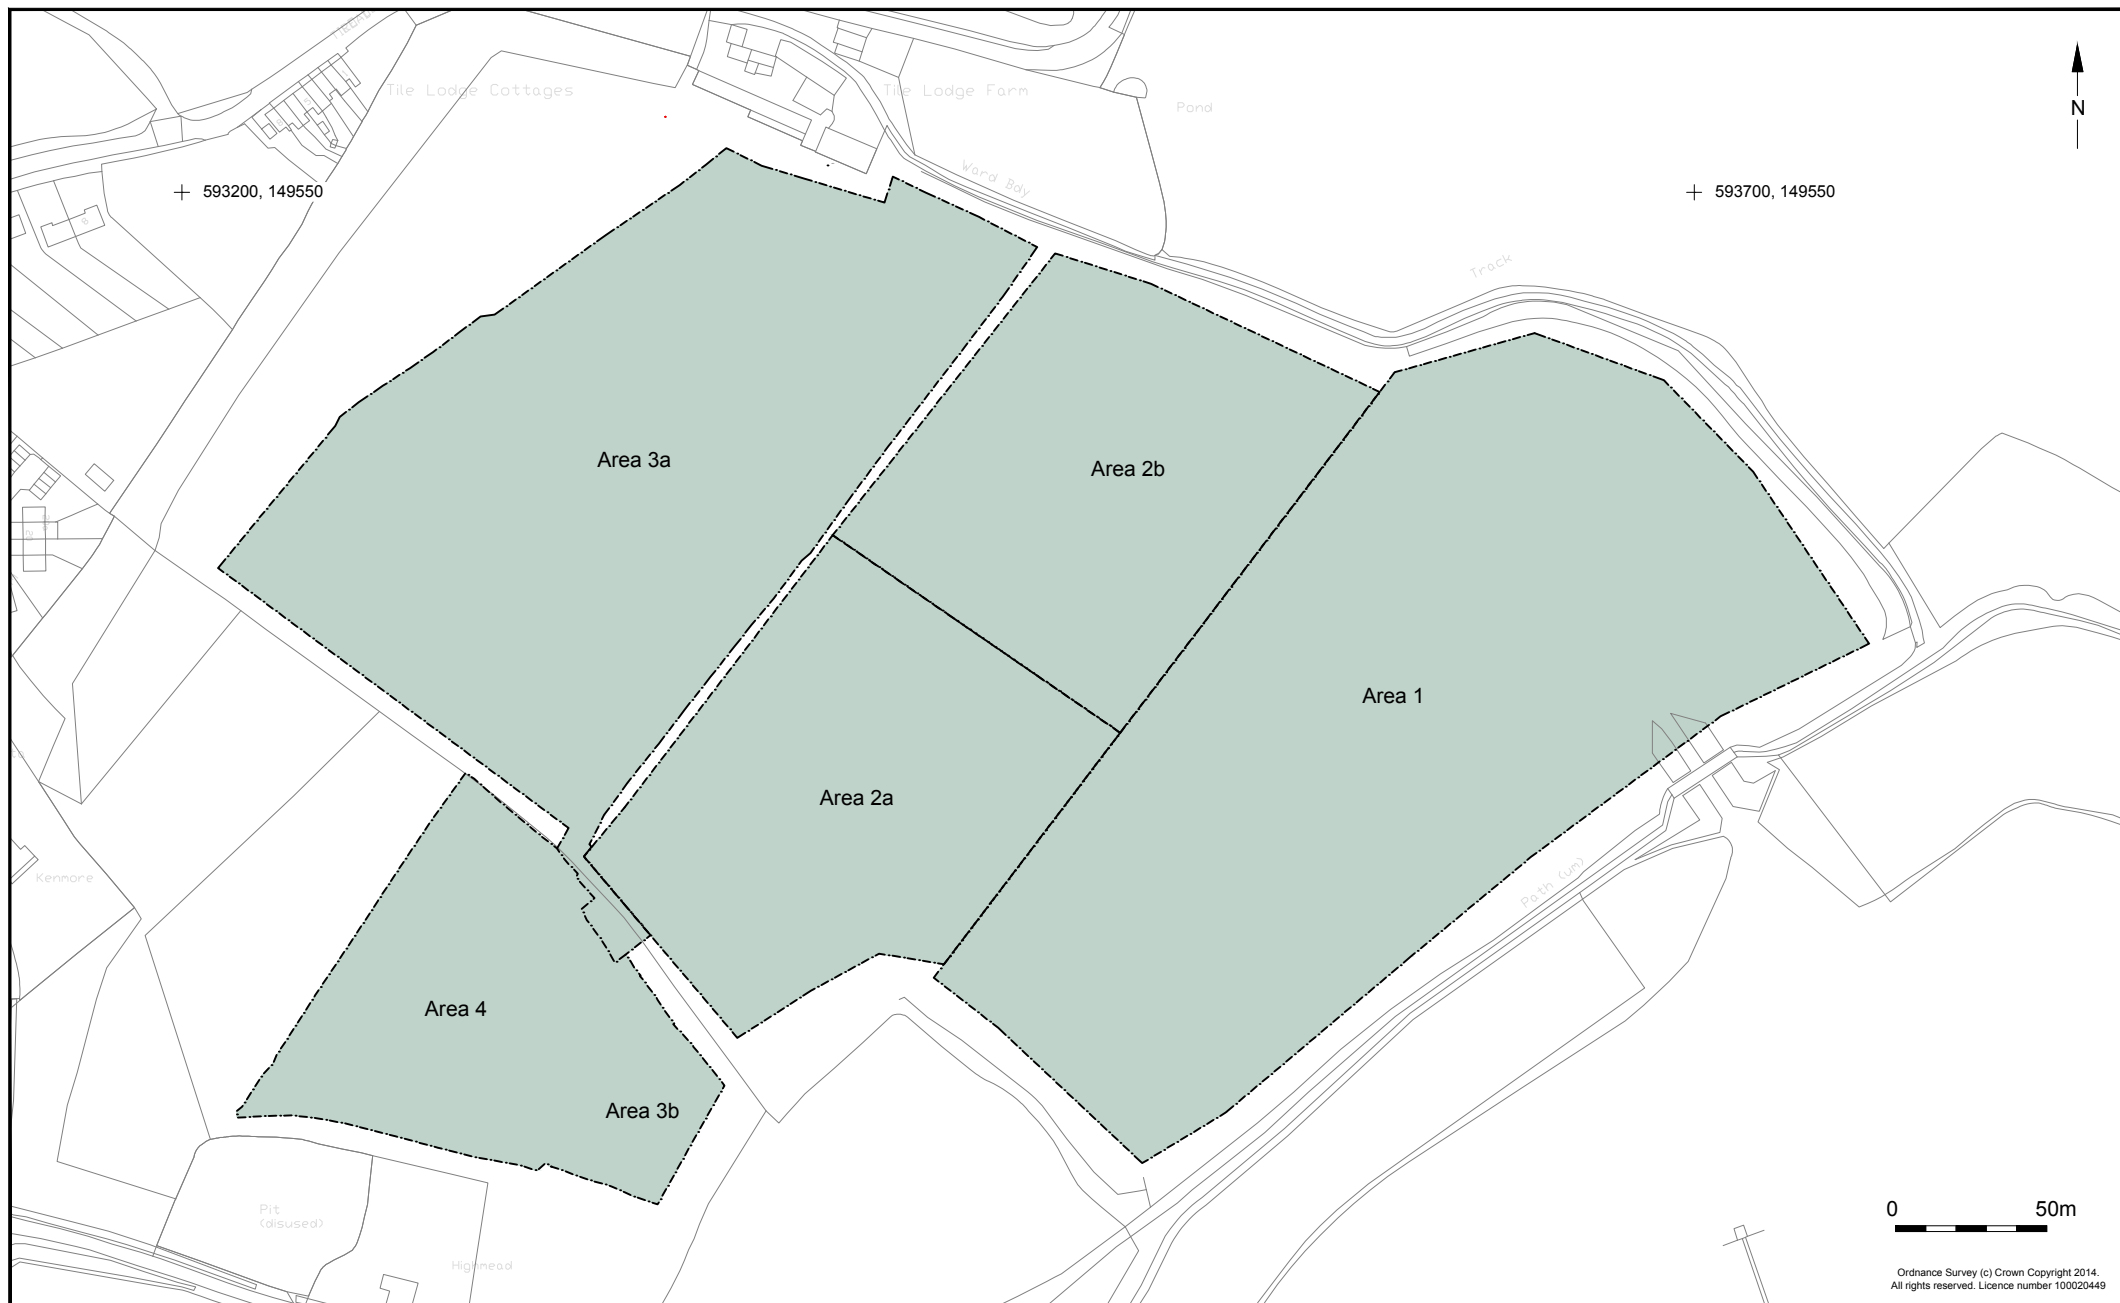 Tile Lodge Cottages
Tile Lodge Farm
Pond
N
593200, 149550
Ward Bdy
593700, 149550
Track
Area 3a
Area 2b
Area 1
Area 2a
Path (um)
Kenmore
Area 4
Area 3b
Pit
(disused)
Highmead
0 50m
Ordnance Survey (c) Crown Copyright 2014.
All rights reserved. Licence number 100020449